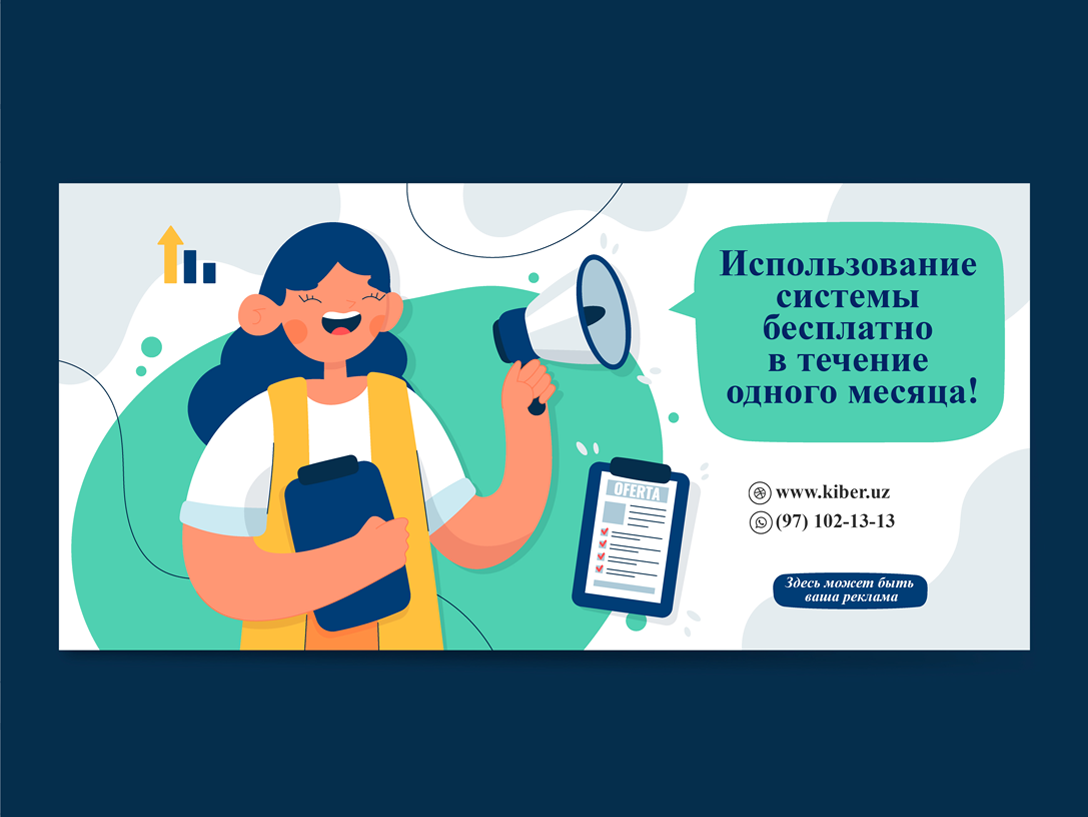 Использование
системы
бесплатно
в течение
одного месяца!
OFERTA
www.kiber.uz
(97) 102-13-13
Здесь может быть
ваша реклама